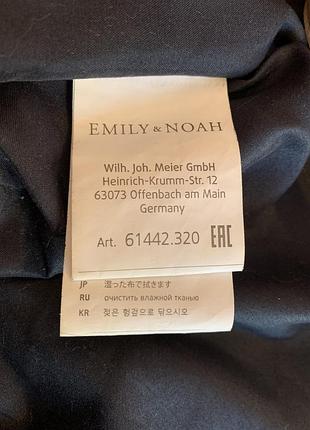 EMILY & NOAH
Wilh. Joh. Meier GmbH
Heinrich-Krumm-Str. 12
63073 Offenbach am Main
Germany
Art. 61442.320 EAC
JP 湿った布で拭きます
RU очистить влажной тканью
KR 젖은 헝겊으로 닦으시오